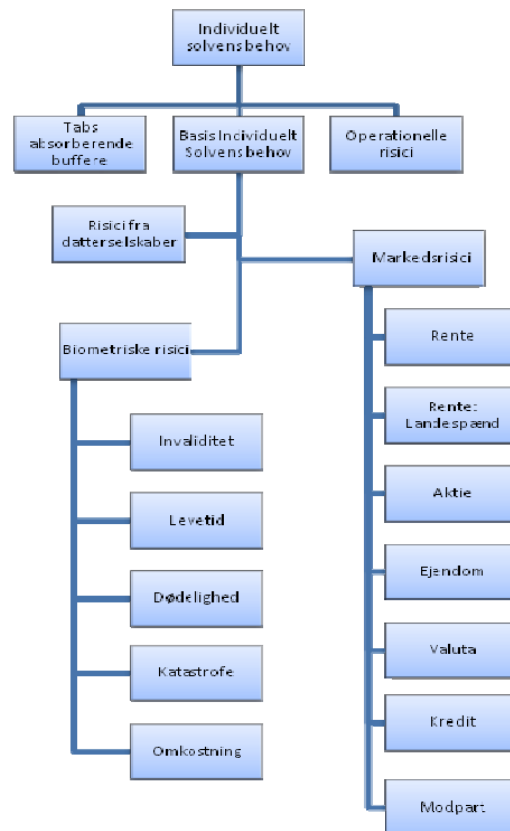 Individuelt
solvensbehov
Tabs
absorberende
buffere
Basis Individuelt
Solvensbehov
Operationelle
risici
Risici fra
datterselskaber
Markedsrisici
Biometriske risici
Invaliditet
Levetid
Dødelighed
Katastrofe
Omkostning
Rente
Rente:
Landespænd
Aktie
Ejendom
Valuta
Kredit
Modpart